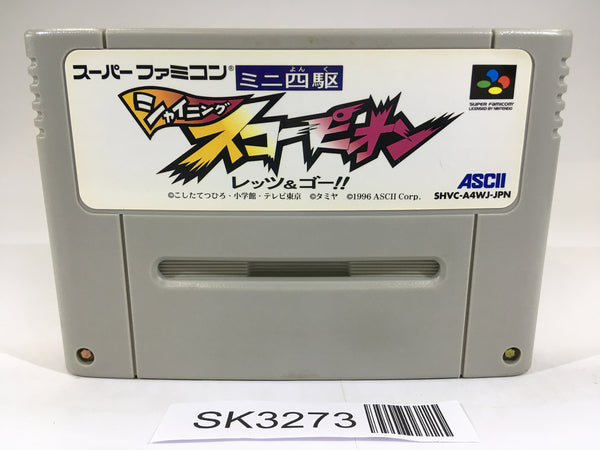 スーパーファミコン®
ミニ四駆
よんく
シャイニング
スコーピオン
レッツ&ゴー!!
©こしたてつひろ・小学館・テレビ東京 ©タミヤ ©1996 ASCII Corp.
SUPER FAMICOM
LICENSED BY NINTENDO
ASCII
SHVC-A4WJ-JPN
SK3273